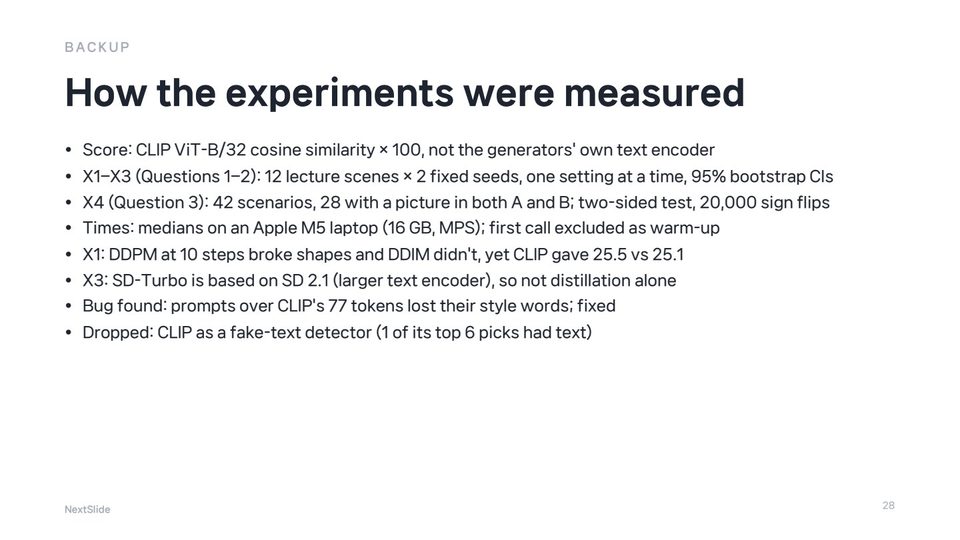 BACKUP
How the experiments were measured
• Score: CLIP ViT-B/32 cosine similarity × 100, not the generators' own text encoder
• X1–X3 (Questions 1–2): 12 lecture scenes × 2 fixed seeds, one setting at a time, 95% bootstrap CIs
• X4 (Question 3): 42 scenarios, 28 with a picture in both A and B; two-sided test, 20,000 sign flips
• Times: medians on an Apple M5 laptop (16 GB, MPS); first call excluded as warm-up
• X1: DDPM at 10 steps broke shapes and DDIM didn't, yet CLIP gave 25.5 vs 25.1
• X3: SD-Turbo is based on SD 2.1 (larger text encoder), so not distillation alone
• Bug found: prompts over CLIP's 77 tokens lost their style words; fixed
• Dropped: CLIP as a fake-text detector (1 of its top 6 picks had text)
NextSlide
28